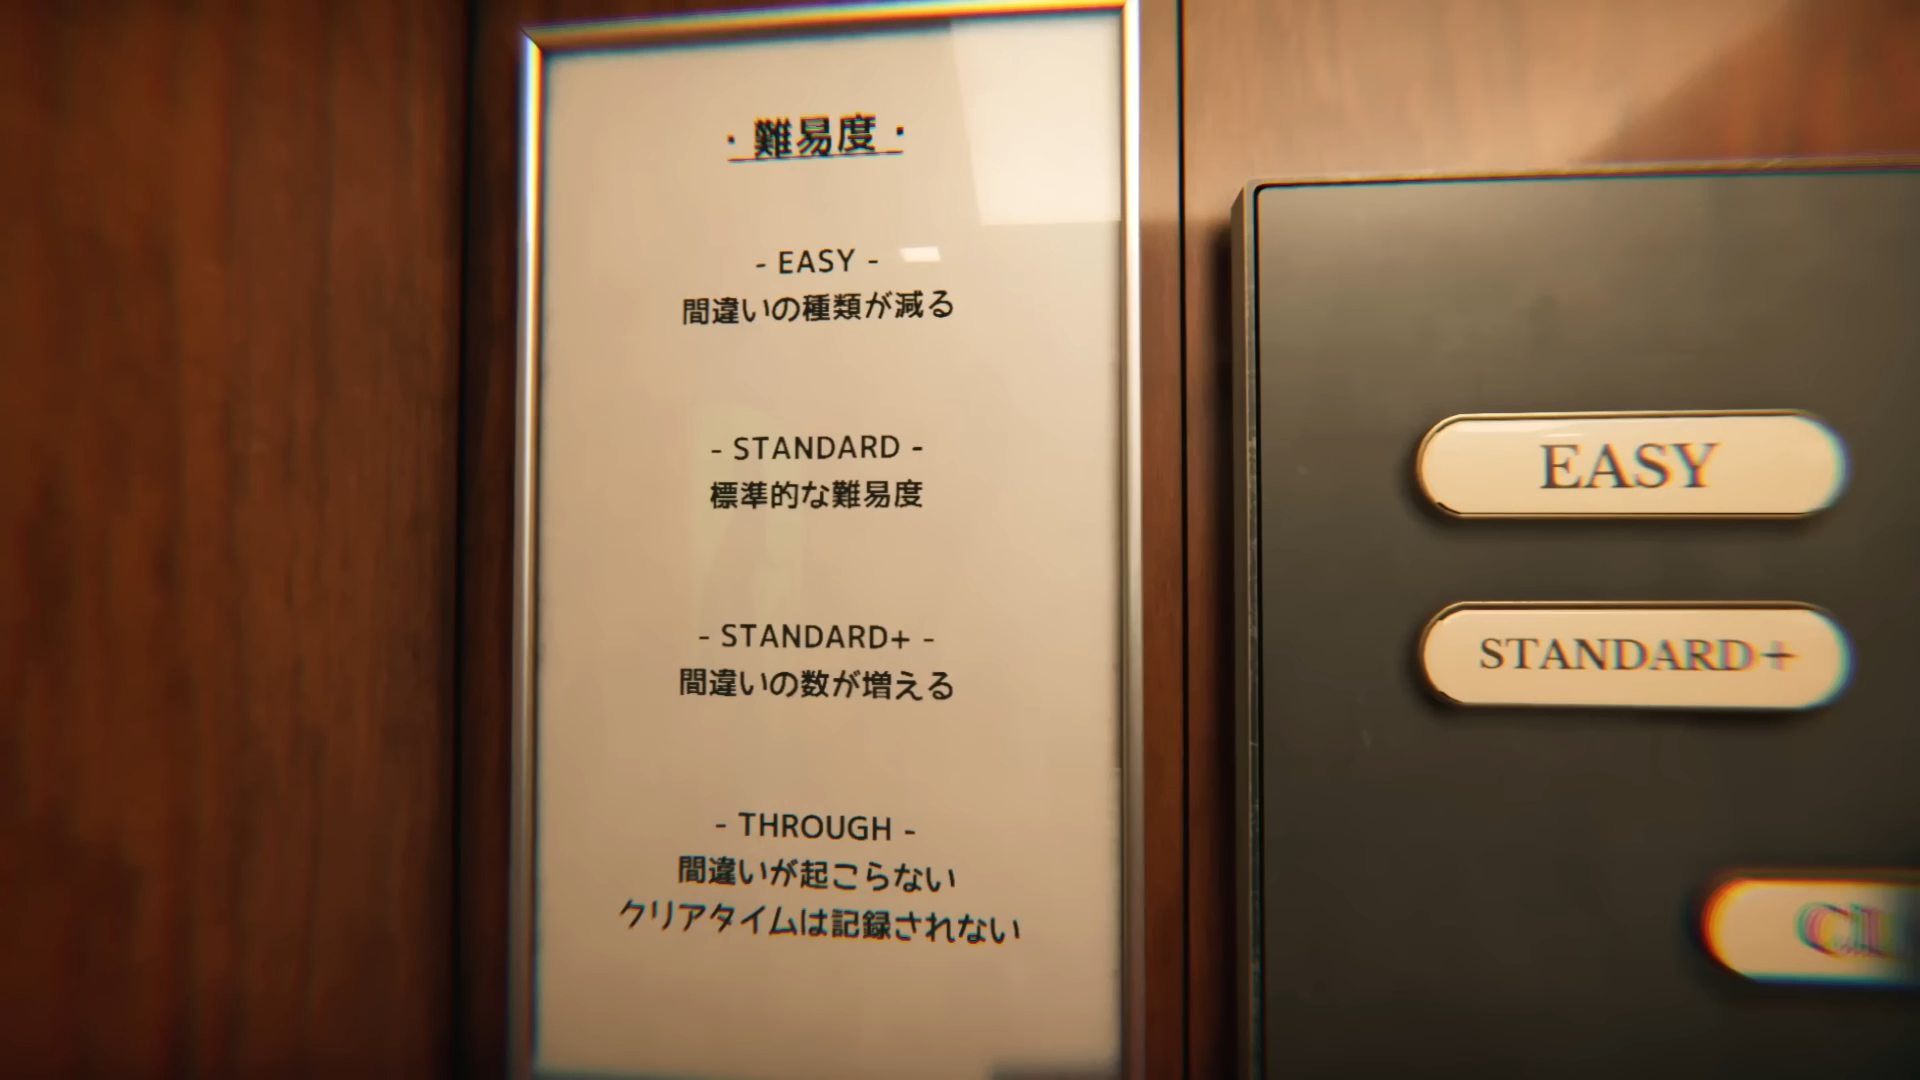 ・難易度・
- EASY -
間違いの種類が減る
- STANDARD -
標準的な難易度
- STANDARD+ -
間違いの数が増える
- THROUGH -
間違いが起こらない
クリアタイムは記録されない
EASY
STANDARD+